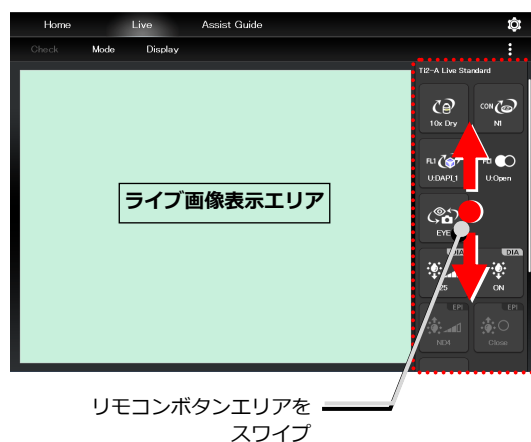 Home Live Assist Guide
Check Mode Display
Ti2-A Live Standard
10x Dry
CON
N1
FL1
U:DAPI_1
U:Open
EYE
DIA
DIA
25
ON
EPI
EPI
ND4
Close
ライブ画像表示エリア
リモコンボタンエリアを
スワイプ